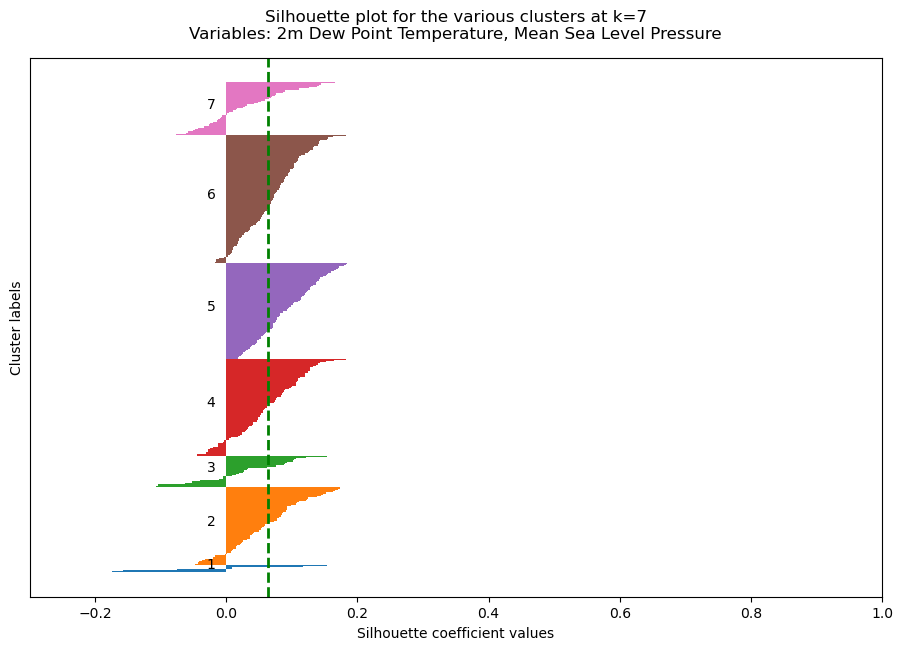 Silhouette plot for the various clusters at k=7
Variables: 2m Dew Point Temperature, Mean Sea Level Pressure
7
6
5
4
3
2
1
Cluster labels
−0.2 0.0 0.2 0.4 0.6 0.8 1.0
Silhouette coefficient values